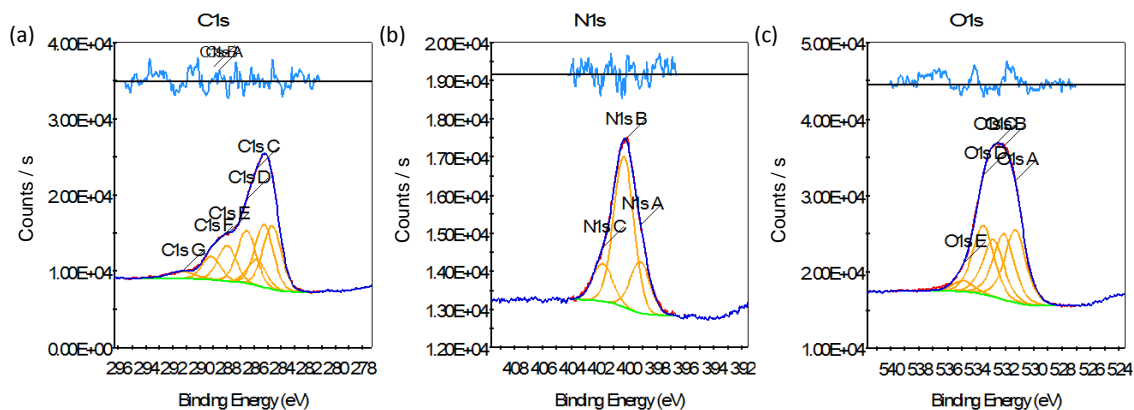 (a)
C1s
4.00E+04
3.00E+04
2.00E+04
1.00E+04
0.00E+00
Counts / s
C1s A
C1s C
C1s D
C1s E
C1s F
C1s G
296 294 292 290 288 286 284 282 280 278
Binding Energy (eV)
(b)
N1s
2.00E+04
1.90E+04
1.80E+04
1.70E+04
1.60E+04
1.50E+04
1.40E+04
1.30E+04
1.20E+04
Counts / s
N1s B
N1s A
N1s C
408 406 404 402 400 398 396 394 392
Binding Energy (eV)
(c)
O1s
5.00E+04
4.00E+04
3.00E+04
2.00E+04
1.00E+04
Counts / s
O1s B
O1s D
O1s A
O1s E
540 538 536 534 532 530 528 526 524
Binding Energy (eV)